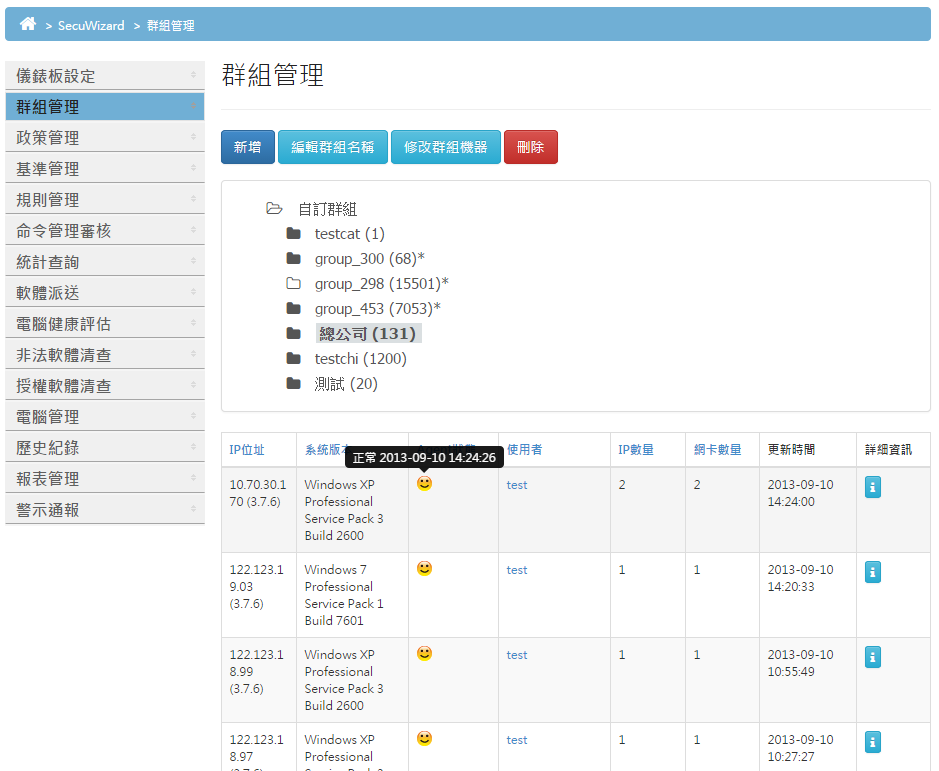 > SecuWizard > 群組管理
儀錶板設定
群組管理
政策管理
基準管理
規則管理
命令管理審核
統計查詢
軟體派送
電腦健康評估
非法軟體清查
授權軟體清查
電腦管理
歷史紀錄
報表管理
警示通報
群組管理
新增 編輯群組名稱 修改群組機器 刪除
自訂群組
testcat (1)
group_300 (68)*
group_298 (15501)*
group_453 (7053)*
總公司 (131)
testchi (1200)
測試 (20)
正常 2013-09-10 14:24:26
IP位址 系統版本 使用者 IP數量 網卡數量 更新時間 詳細資訊
10.70.30.1 Windows XP test 2 2 2013-09-10
70 (3.7.6) Professional 14:24:00
Service Pack 3
Build 2600
122.123.1 Windows 7 test 1 1 2013-09-10
9.03 Professional 14:20:33
(3.7.6) Service Pack 1
Build 7601
122.123.1 Windows XP test 1 1 2013-09-10
8.99 Professional 10:55:49
(3.7.6) Service Pack 3
Build 2600
122.123.1 Windows XP test 1 1 2013-09-10
8.97 Professional 10:27:27